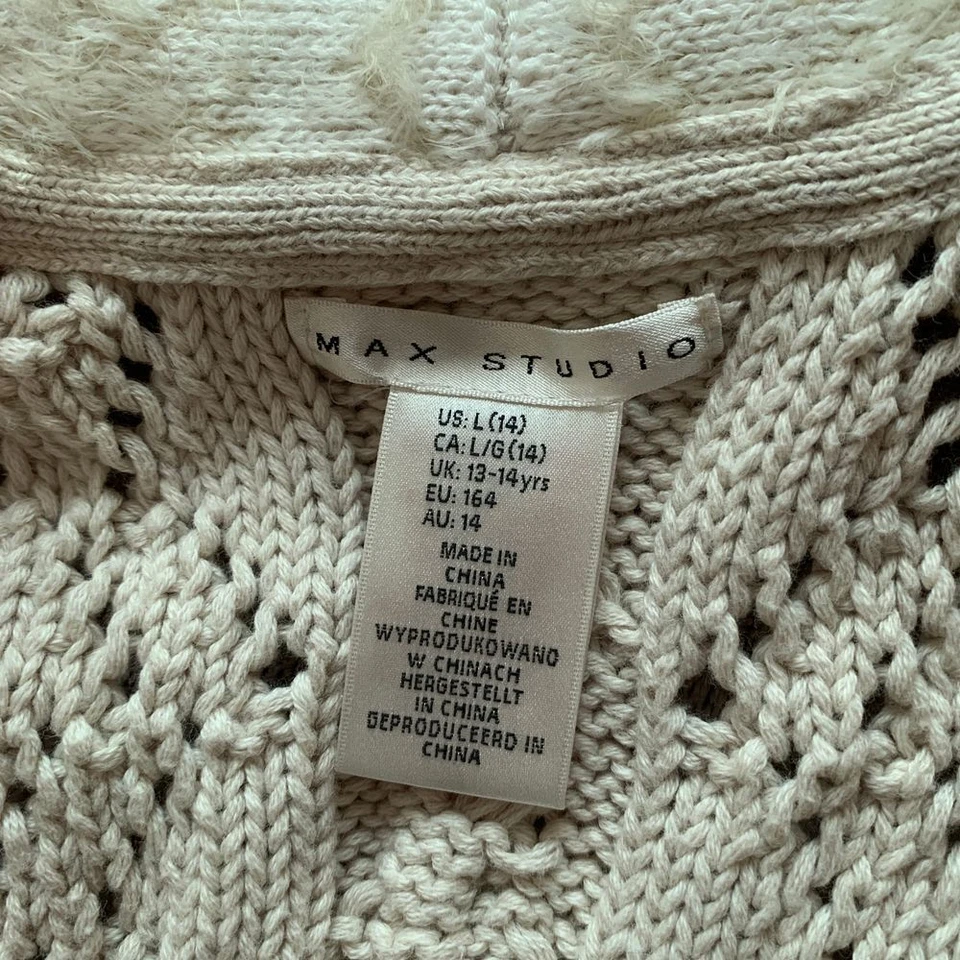 MAX STUDIO
US: L (14)
CA: L/G (14)
UK: 13-14yrs
EU: 164
AU: 14
MADE IN
CHINA
FABRIQUÉ EN
CHINE
WYPRODUKOWANO
W CHINACH
HERGESTELLT
IN CHINA
GEPRODUCEERD IN
CHINA